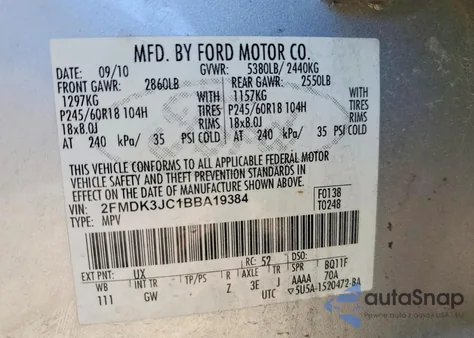 MFD. BY FORD MOTOR CO.
DATE: 09/10 GVWR: 5380LB/ 2440KG
FRONT GAWR: 2860LB REAR GAWR: 2550LB
1297KG WITH 1157KG WITH
P245/60R18 104H TIRES P245/60R18 104H TIRES
18x8.0J RIMS 18x8.0J RIMS
AT 240 kPa/ 35 PSI COLD AT 240 kPa/ 35 PSI COLD
THIS VEHICLE CONFORMS TO ALL APPLICABLE FEDERAL MOTOR
VEHICLE SAFETY AND THEFT PREVENTION STANDARDS IN EFFECT ON
THE DATE OF MANUFACTURE SHOWN ABOVE.
VIN: 2FMDK3JC1BBA19384 F0138
TYPE: MPV T0248
EXT PNT: UX RC: 52 DSO:
WB INT TR TP/PS R AXLE TR SPR BQ11F
111 GW Z 3E J AAAA 70A
UTC 5U5A-1520472-BA
autoSnap